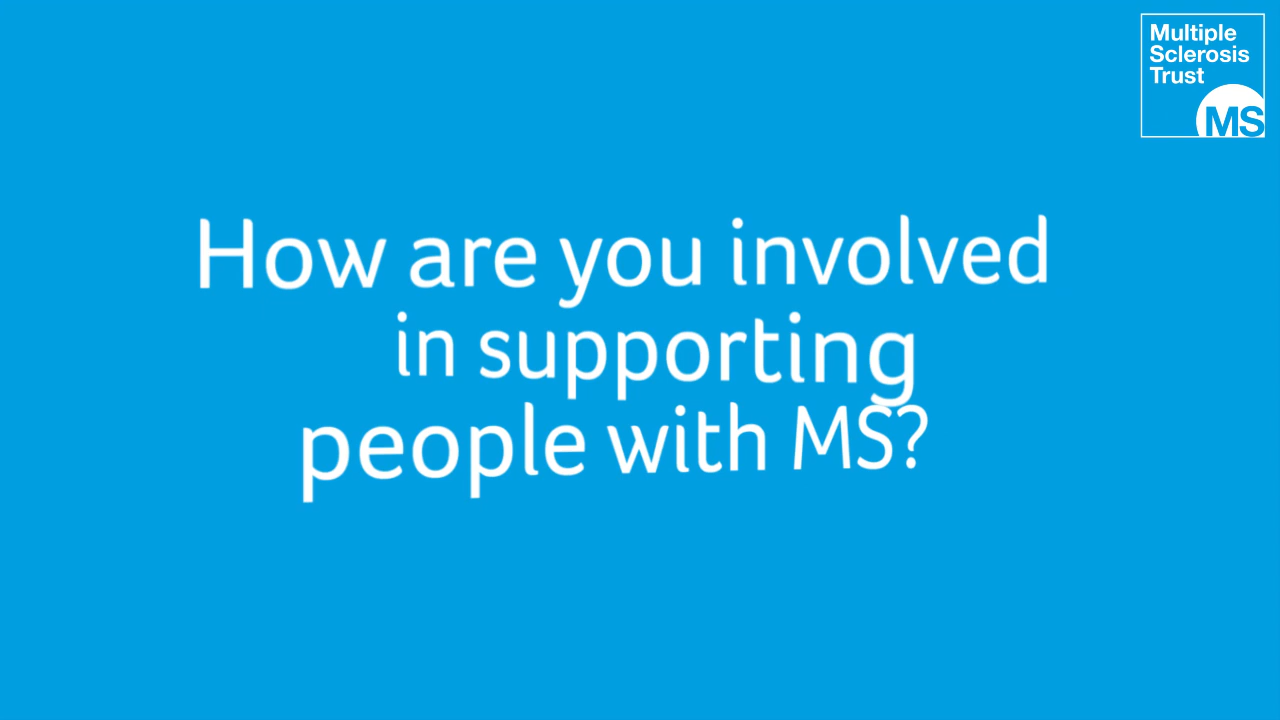 Multiple
Sclerosis
Trust
MS
How are you involved
in supporting
people with MS?